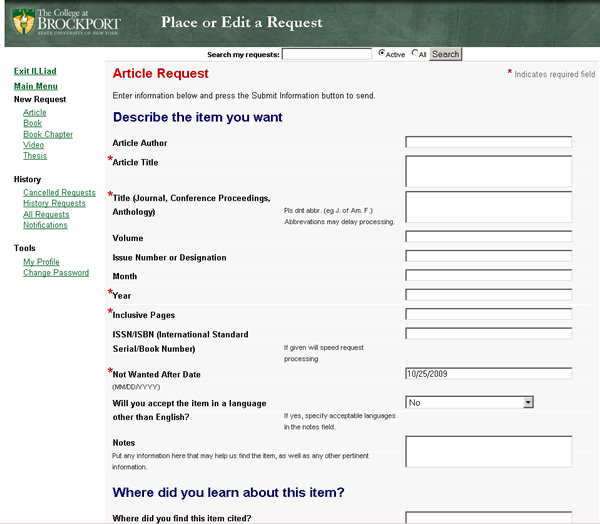 The College at
BROCKPORT
STATE UNIVERSITY OF NEW YORK
Place or Edit a Request
Search my requests:
Active
All
Search
Exit ILLiad
Main Menu
New Request
Article
Book
Book Chapter
Video
Thesis
History
Cancelled Requests
History Requests
All Requests
Notifications
Tools
My Profile
Change Password
Article Request
* Indicates required field
Enter information below and press the Submit Information button to send.
Describe the item you want
Article Author
*Article Title
*Title (Journal, Conference Proceedings,
Anthology)
Pls dnt abbr. (eg J. of Am. F.)
Abbrevations may delay processing.
Volume
Issue Number or Designation
Month
*Year
*Inclusive Pages
ISSN/ISBN (International Standard
Serial/Book Number)
If given will speed request
processing
*Not Wanted After Date
(MM/DD/YYYY)
10/25/2009
Will you accept the item in a language
other than English?
If yes, specify acceptable languages
in the notes field.
No
Notes
Put any information here that may help us find the item, as well as any other pertinent
information.
Where did you learn about this item?
Where did you find this item cited?